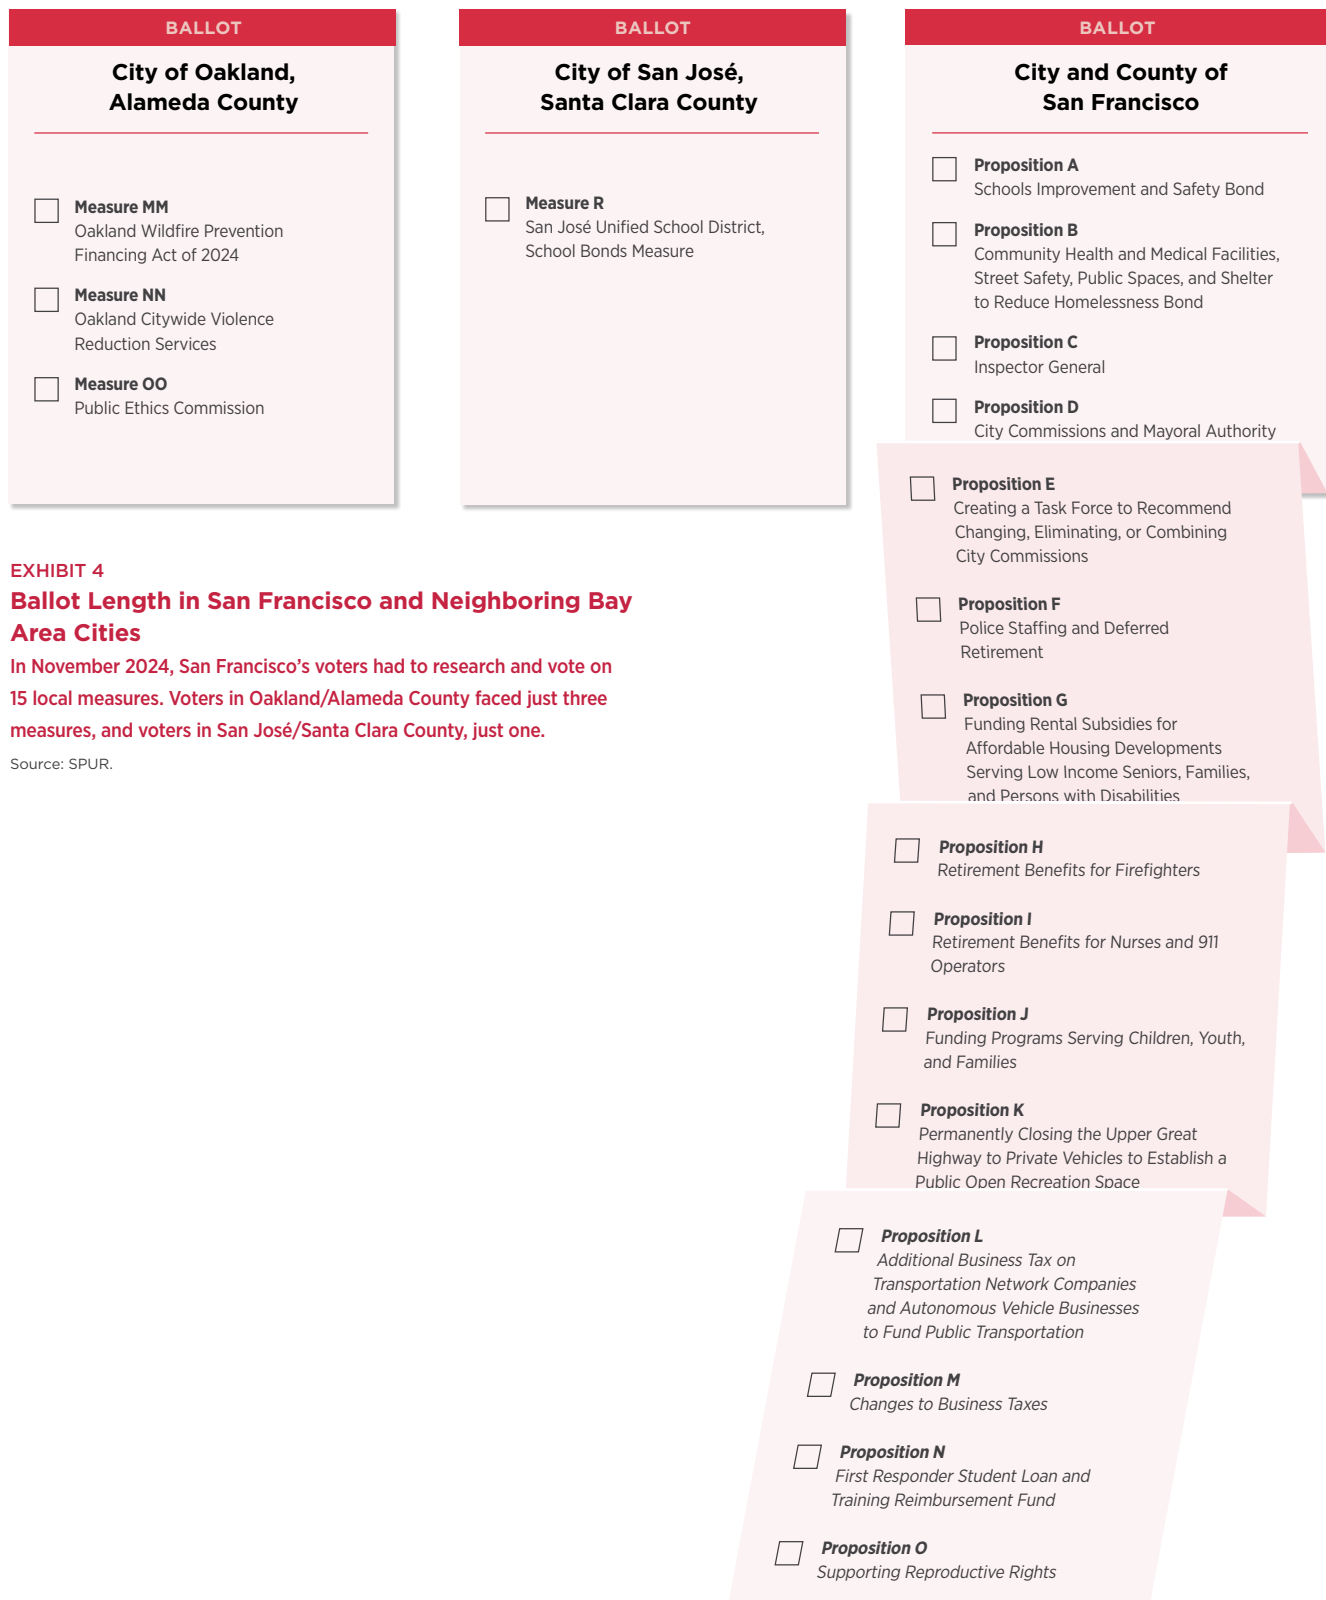 BALLOT
City of Oakland,
Alameda County
Measure MM
Oakland Wildfire Prevention
Financing Act of 2024
Measure NN
Oakland Citywide Violence
Reduction Services
Measure OO
Public Ethics Commission
BALLOT
City of San José,
Santa Clara County
Measure R
San José Unified School District,
School Bonds Measure
BALLOT
City and County of
San Francisco
Proposition A
Schools Improvement and Safety Bond
Proposition B
Community Health and Medical Facilities,
Street Safety, Public Spaces, and Shelter
to Reduce Homelessness Bond
Proposition C
Inspector General
Proposition D
City Commissions and Mayoral Authority
Proposition E
Creating a Task Force to Recommend
Changing, Eliminating, or Combining
City Commissions
Proposition F
Police Staffing and Deferred
Retirement
Proposition G
Funding Rental Subsidies for
Affordable Housing Developments
Serving Low Income Seniors, Families,
and Persons with Disabilities
Proposition H
Retirement Benefits for Firefighters
Proposition I
Retirement Benefits for Nurses and 911
Operators
Proposition J
Funding Programs Serving Children, Youth,
and Families
Proposition K
Permanently Closing the Upper Great
Highway to Private Vehicles to Establish a
Public Open Recreation Space
Proposition L
Additional Business Tax on
Transportation Network Companies
and Autonomous Vehicle Businesses
to Fund Public Transportation
Proposition M
Changes to Business Taxes
Proposition N
First Responder Student Loan and
Training Reimbursement Fund
Proposition O
Supporting Reproductive Rights
EXHIBIT 4
Ballot Length in San Francisco and Neighboring Bay
Area Cities
In November 2024, San Francisco’s voters had to research and vote on
15 local measures. Voters in Oakland/Alameda County faced just three
measures, and voters in San José/Santa Clara County, just one.
Source: SPUR.